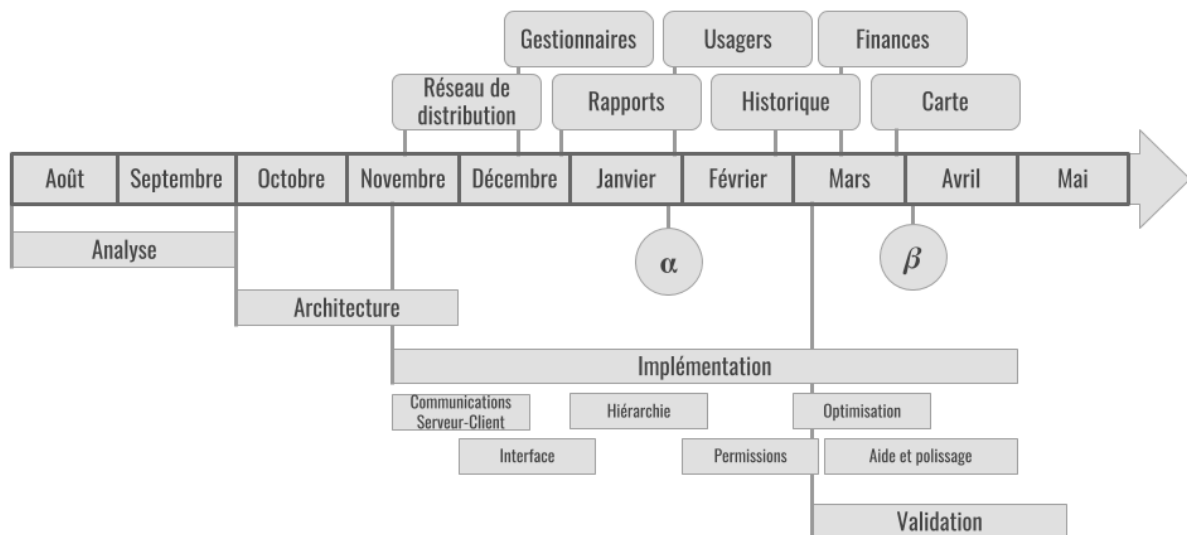 Gestionnaires
Usagers
Finances
Réseau de
distribution
Rapports
Historique
Carte
Août
Septembre
Octobre
Novembre
Décembre
Janvier
Février
Mars
Avril
Mai
Analyse
α
β
Architecture
Implémentation
Communications
Serveur-Client
Hiérarchie
Optimisation
Interface
Permissions
Aide et polissage
Validation